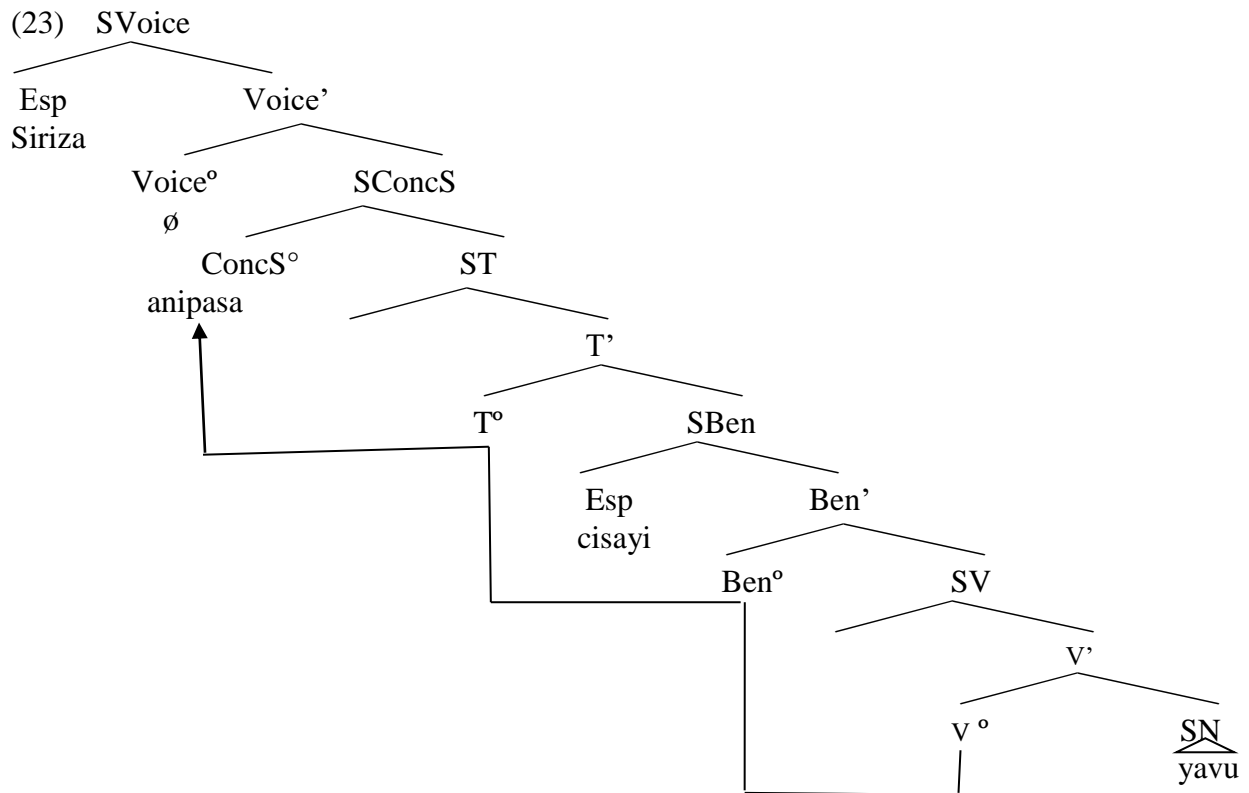 (23) SVoice
Esp Voice’
Siriza
Voiceº SConcS
ø
ConcS° ST
anipasa
T’
Tº SBen
Esp Ben’
cisayi
Benº SV
V’
V º SN
yavu